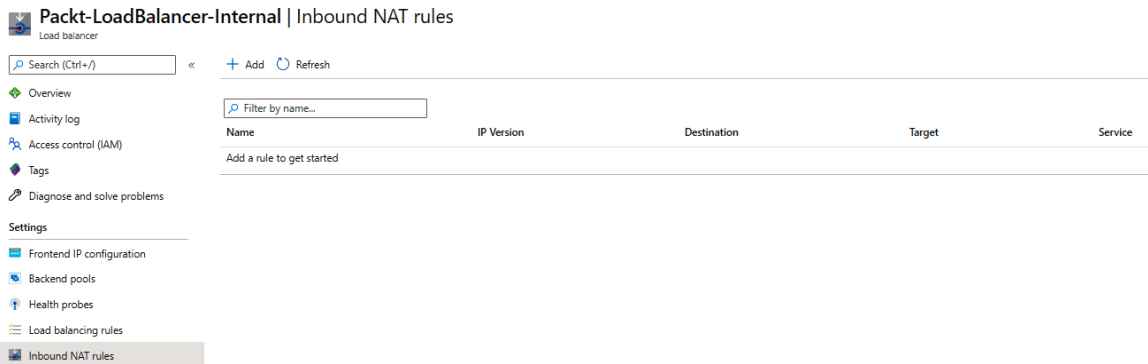 Packt-LoadBalancer-Internal | Inbound NAT rules
Load balancer
Search (Ctrl+/)
«
Add
Refresh
Overview
Activity log
Access control (IAM)
Tags
Diagnose and solve problems
Settings
Frontend IP configuration
Backend pools
Health probes
Load balancing rules
Inbound NAT rules
Filter by name...
Name IP Version Destination Target Service
Add a rule to get started